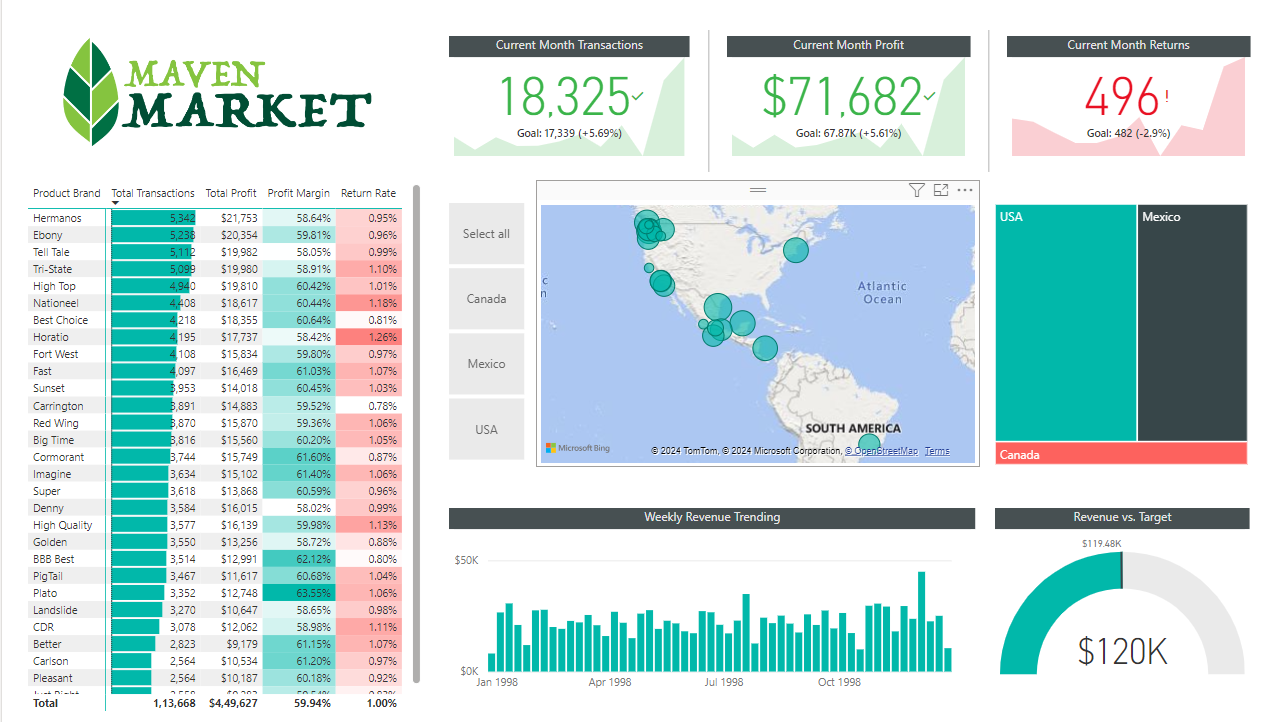 MAVEN
MARKET
Current Month Transactions
18,325
Goal: 17,339 (+5.69%)
Current Month Profit
$71,682
Goal: 67.87K (+5.61%)
Current Month Returns
496!
Goal: 482 (-2.9%)
Product Brand Total Transactions Total Profit Profit Margin Return Rate
Hermanos 5,342 $21,753 58.64% 0.95%
Ebony 5,238 $20,354 59.81% 0.96%
Tell Tale 5,112 $19,982 58.05% 0.99%
Tri-State 5,099 $19,980 58.91% 1.10%
High Top 4,940 $19,810 60.42% 1.01%
Nationeel 4,408 $18,617 60.44% 1.18%
Best Choice 4,218 $18,355 60.64% 0.81%
Horatio 4,195 $17,737 58.42% 1.26%
Fort West 4,108 $15,834 59.80% 0.97%
Fast 4,097 $16,469 61.03% 1.07%
Sunset 3,953 $14,018 60.45% 1.03%
Carrington 3,891 $14,883 59.52% 0.78%
Red Wing 3,870 $15,870 59.36% 1.06%
Big Time 3,816 $15,560 60.20% 1.05%
Cormorant 3,744 $15,749 61.60% 0.87%
Imagine 3,634 $15,102 61.40% 1.06%
Super 3,618 $13,868 60.59% 0.96%
Denny 3,584 $16,015 58.02% 0.99%
High Quality 3,577 $16,139 59.98% 1.13%
Golden 3,550 $13,256 58.72% 0.88%
BBB Best 3,514 $12,991 62.12% 0.80%
PigTail 3,467 $11,617 60.68% 1.04%
Plato 3,352 $12,748 63.55% 1.06%
Landslide 3,270 $10,647 58.65% 0.98%
CDR 3,078 $12,062 58.98% 1.11%
Better 2,823 $9,179 61.15% 1.07%
Carlson 2,564 $10,534 61.20% 0.97%
Pleasant 2,564 $10,187 60.18% 0.92%
Total 1,13,668 $4,49,627 59.94% 1.00%
Select all
Canada
Mexico
USA
Atlantic
Ocean
SOUTH AMERICA
Microsoft Bing
© 2024 TomTom, © 2024 Microsoft Corporation, © OpenStreetMap Terms
USA
Mexico
Canada
Weekly Revenue Trending
$50K
$0K
Jan 1998 Apr 1998 Jul 1998 Oct 1998
Revenue vs. Target
$119.48K
$120K